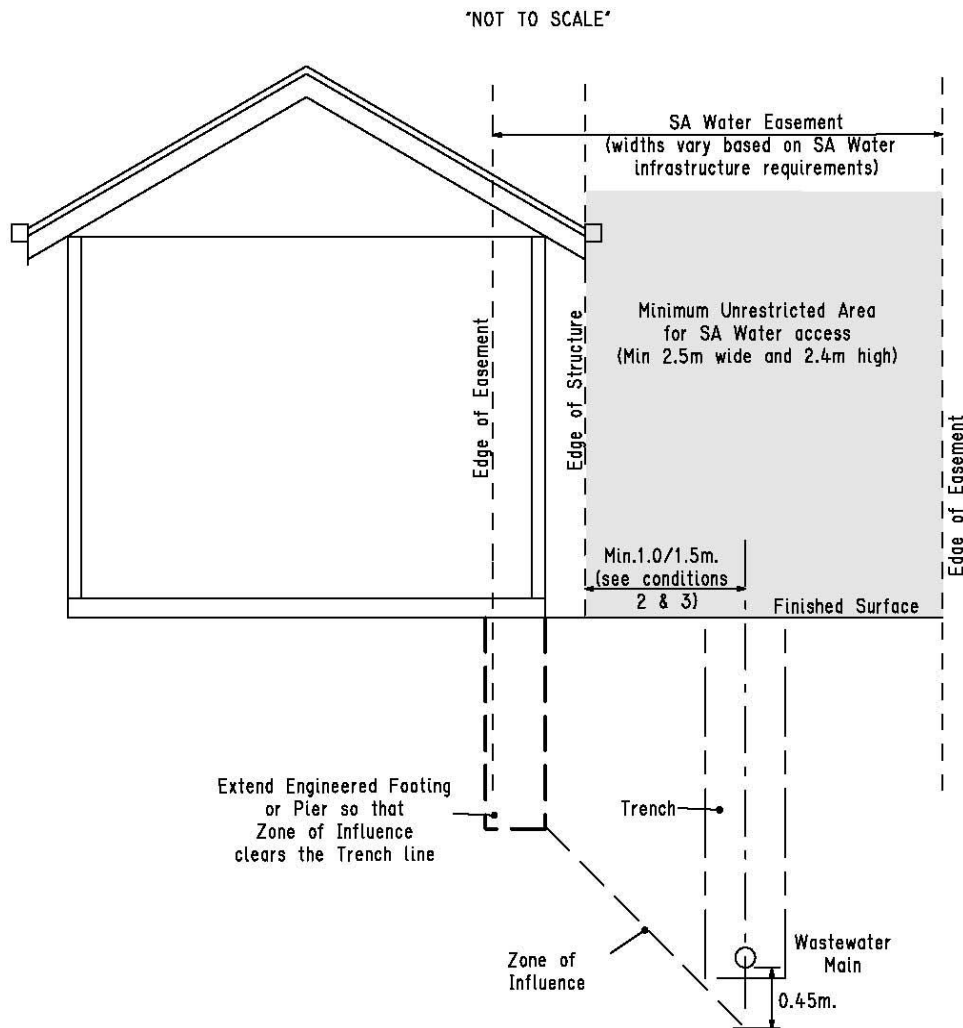 "NOT TO SCALE"
SA Water Easement
(widths vary based on SA Water
infrastructure requirements)
Minimum Unrestricted Area
for SA Water access
(Min 2.5m wide and 2.4m high)
Edge of Easement
Edge of Structure
Edge of Easement
Min.1.0/1.5m.
(see conditions
2 & 3)
Finished Surface
Extend Engineered Footing
or Pier so that
Zone of Influence
clears the Trench line
Trench
Zone of
Influence
Wastewater
Main
0.45m.